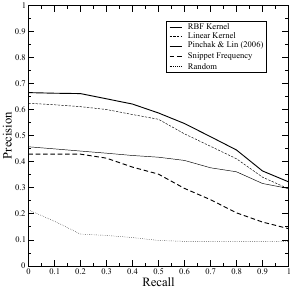 1
0.9
0.8
0.7
0.6
0.5
0.4
0.3
0.2
0.1
0
Precision
RBF Kernel
Linear Kernel
Pinchak & Lin (2006)
Snippet Frequency
Random
0 0.1 0.2 0.3 0.4 0.5 0.6 0.7 0.8 0.9 1
Recall